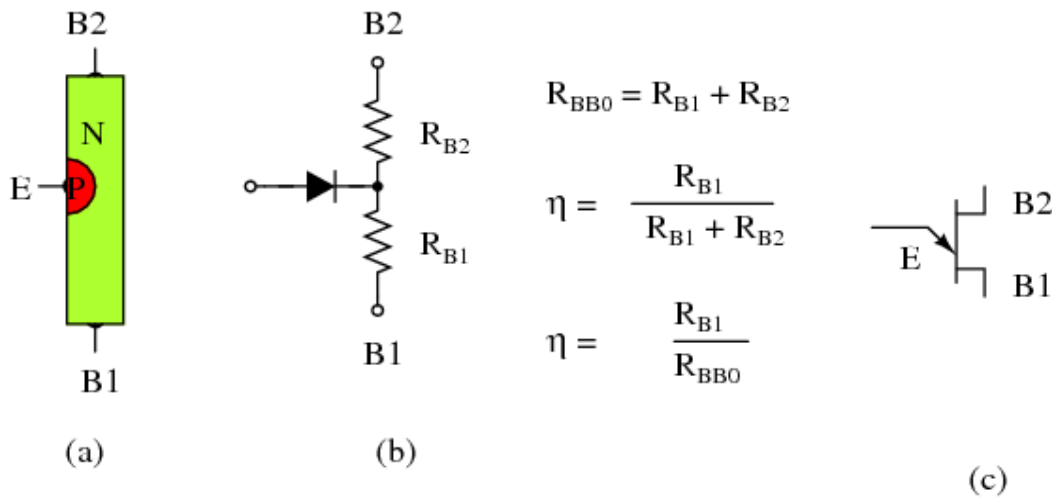 B2
N
E
P
B1
(a)
B2
R_B2
R_B1
B1
(b)
R_BB0 = R_B1 + R_B2
η = R_B1 / (R_B1 + R_B2)
η = R_B1 / R_BB0
B2
E
B1
(c)